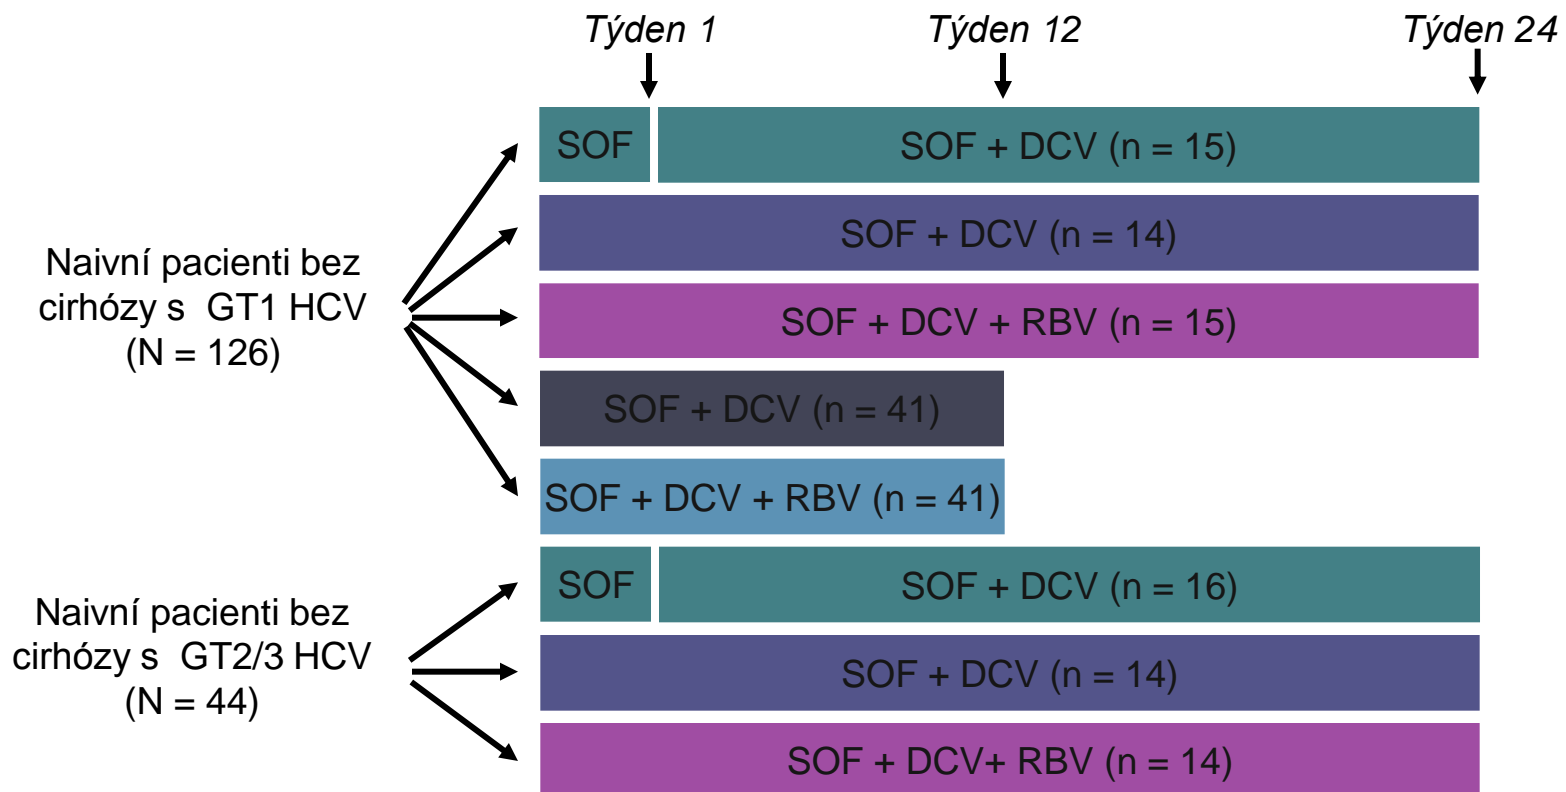 Týden 1
Týden 12
Týden 24
SOF
SOF + DCV (n = 15)
SOF + DCV (n = 14)
Naivní pacienti bez
cirhózy s GT1 HCV
(N = 126)
SOF + DCV + RBV (n = 15)
SOF + DCV (n = 41)
SOF + DCV + RBV (n = 41)
SOF
SOF + DCV (n = 16)
Naivní pacienti bez
cirhózy s GT2/3 HCV
(N = 44)
SOF + DCV (n = 14)
SOF + DCV+ RBV (n = 14)